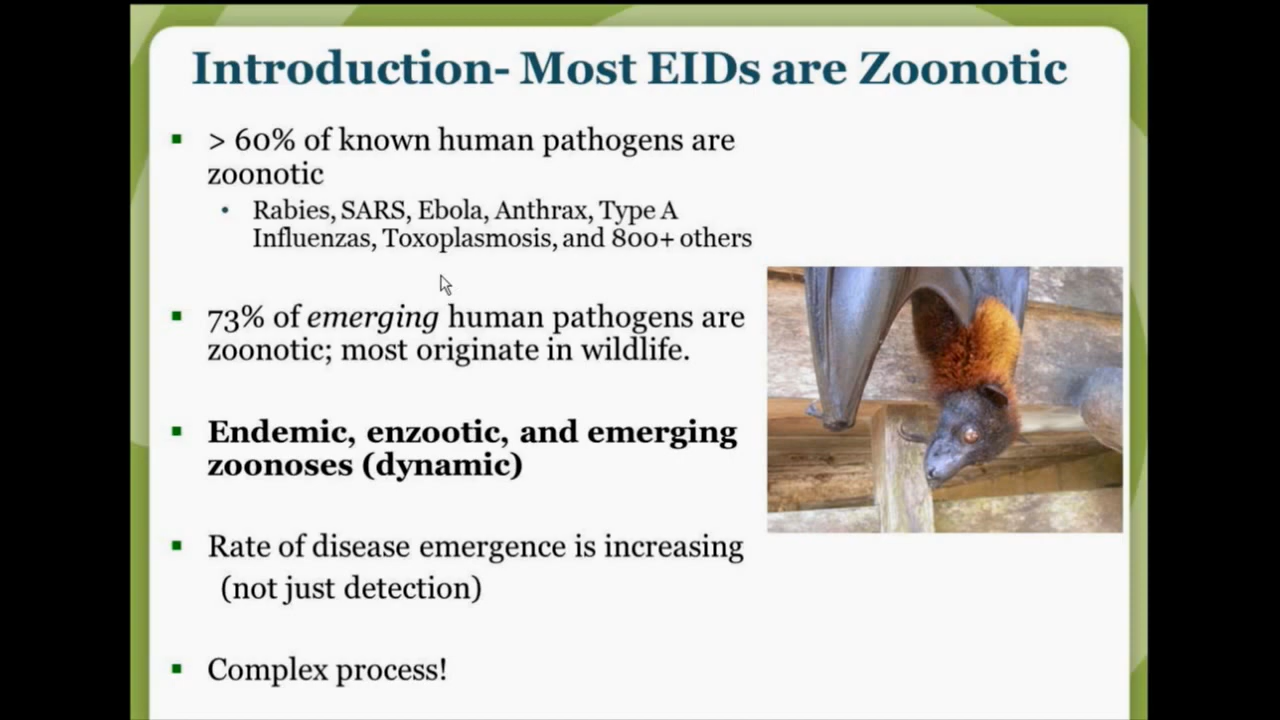 Introduction- Most EIDs are Zoonotic
▪ > 60% of known human pathogens are
zoonotic
• Rabies, SARS, Ebola, Anthrax, Type A
Influenzas, Toxoplasmosis, and 800+ others
▪ 73% of emerging human pathogens are
zoonotic; most originate in wildlife.
▪ Endemic, enzootic, and emerging
zoonoses (dynamic)
▪ Rate of disease emergence is increasing
(not just detection)
▪ Complex process!